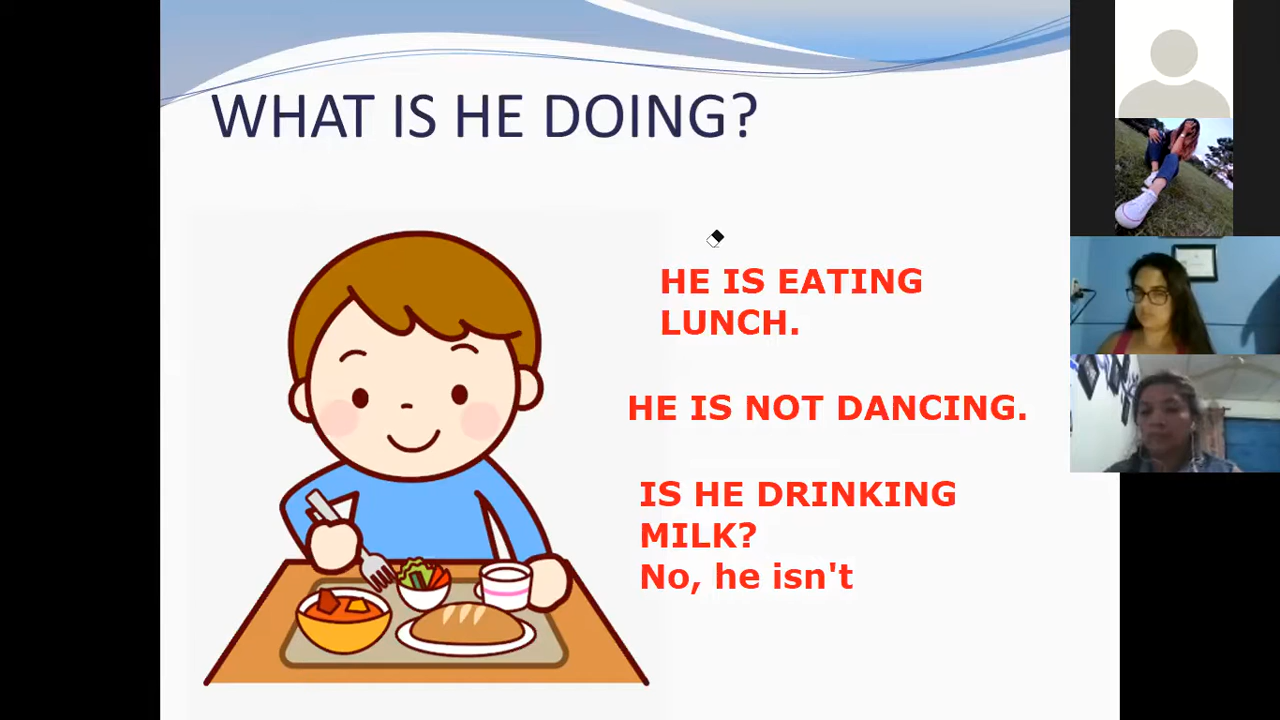 WHAT IS HE DOING?
HE IS EATING
LUNCH.
HE IS NOT DANCING.
IS HE DRINKING
MILK?
No, he isn't